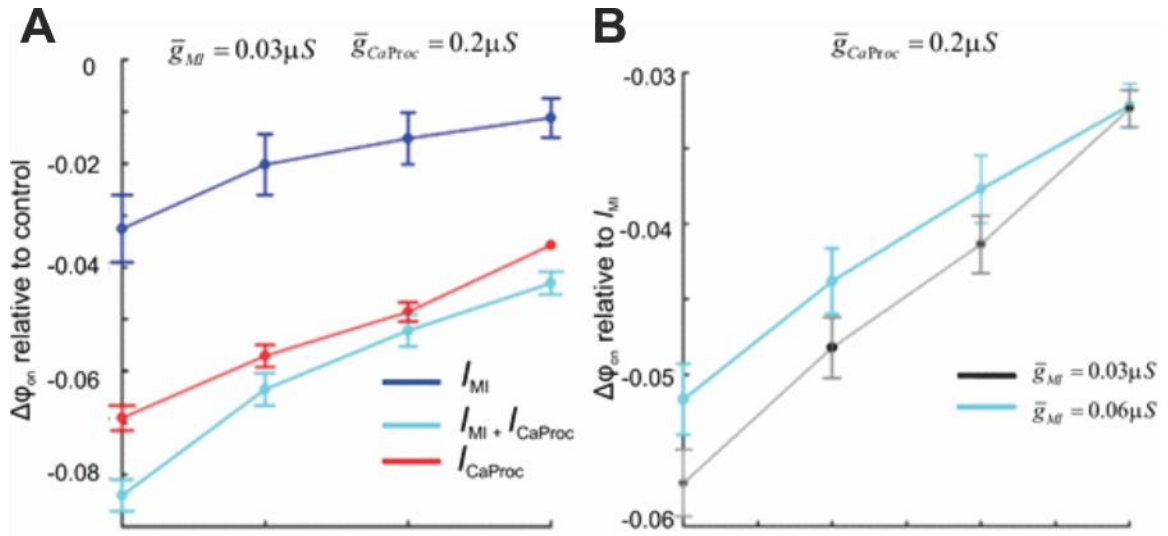 A
B
ḡMI = 0.03µS ḡCaProc = 0.2µS
ḡCaProc = 0.2µS
0
-0.02
-0.04
-0.06
-0.08
Δφon relative to control
IMI
IMI + ICaProc
ICaProc
-0.03
-0.04
-0.05
-0.06
Δφon relative to IMI
ḡMI = 0.03µS
ḡMI = 0.06µS